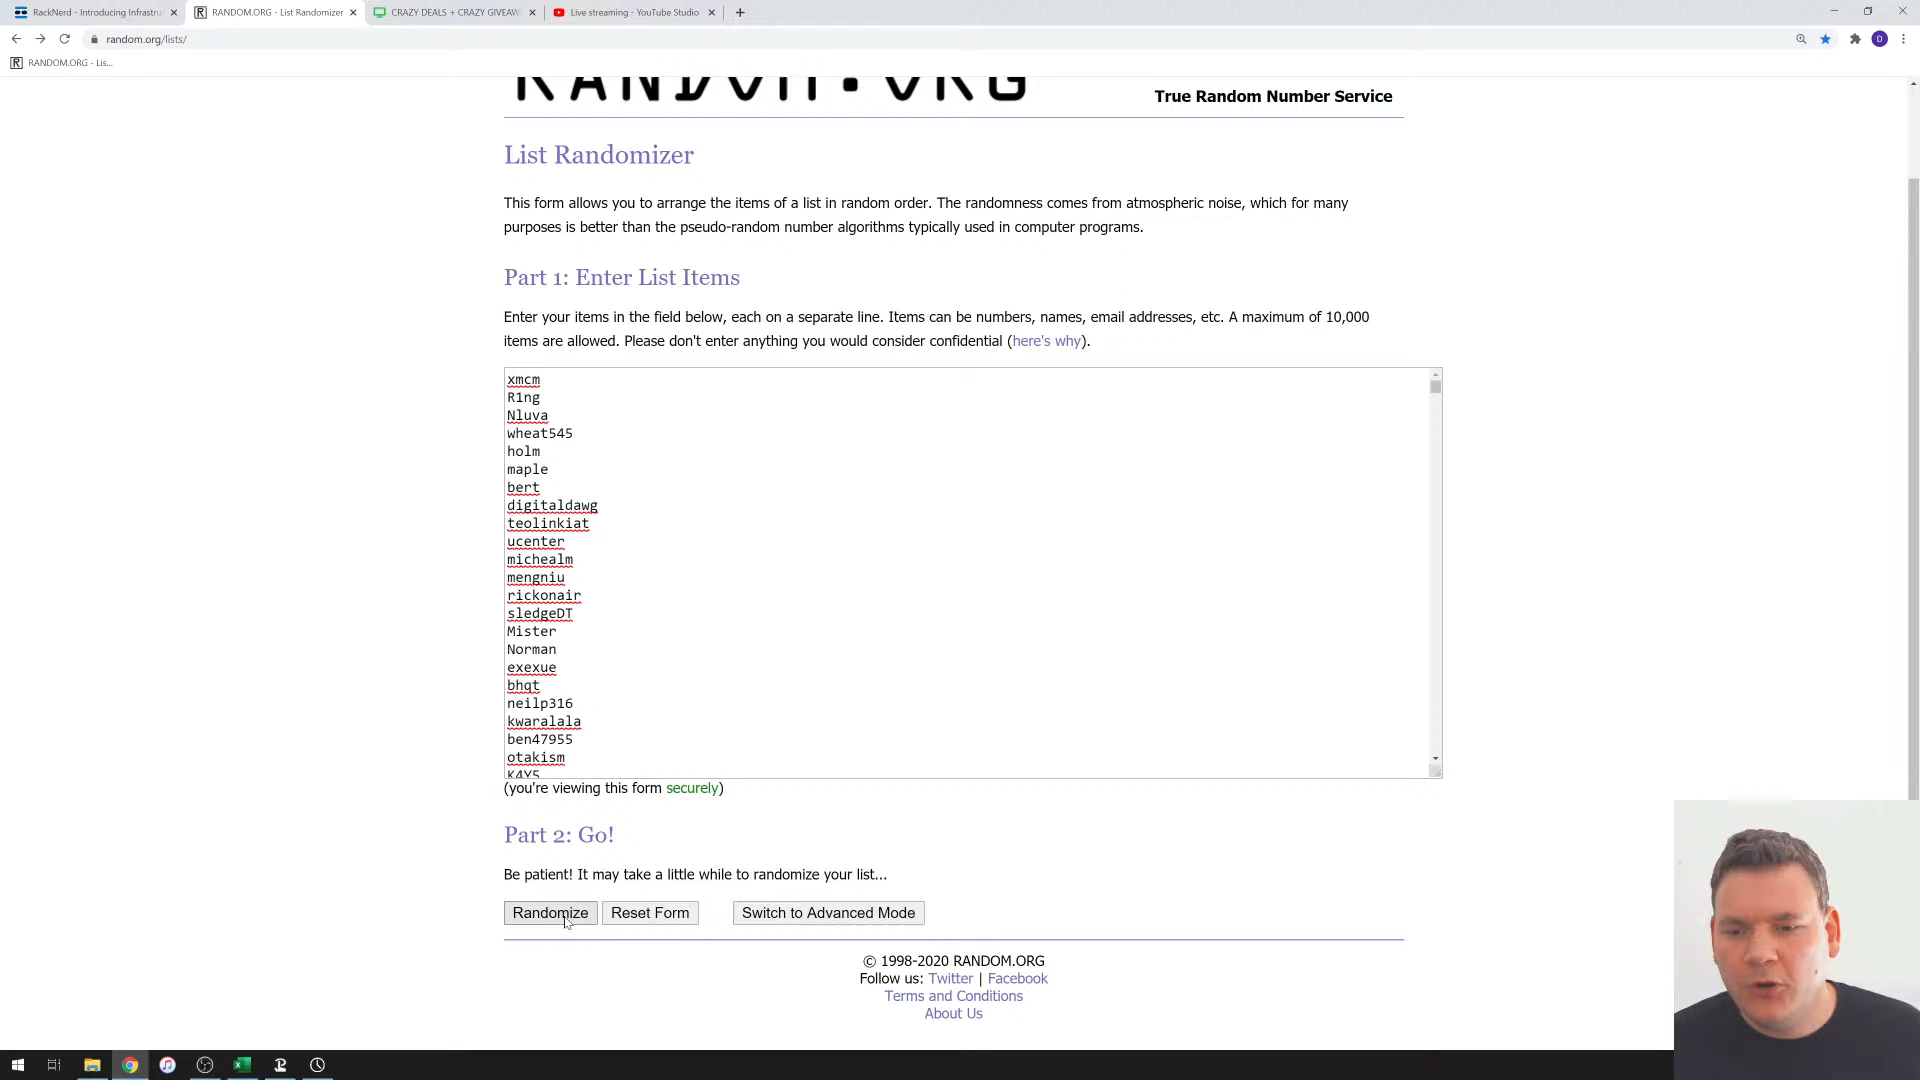 RackNerd - Introducing Infrastru
RANDOM.ORG - List Randomizer
CRAZY DEALS + CRAZY GIVEAW
Live streaming - YouTube Studio
random.org/lists/
D
RANDOM.ORG - Lis...
RANDOM.ORG
True Random Number Service
List Randomizer
This form allows you to arrange the items of a list in random order. The randomness comes from atmospheric noise, which for many
purposes is better than the pseudo-random number algorithms typically used in computer programs.
Part 1: Enter List Items
Enter your items in the field below, each on a separate line. Items can be numbers, names, email addresses, etc. A maximum of 10,000
items are allowed. Please don't enter anything you would consider confidential (here's why).
xmcm
R1ng
Nluva
wheat545
holm
maple
bert
digitaldawg
teolinkiat
ucenter
michealm
mengniu
rickonair
sledgeDT
Mister
Norman
exexue
bhqt
neilp316
kwaralala
ben47955
otakism
K4Y5
(you're viewing this form securely)
Part 2: Go!
Be patient! It may take a little while to randomize your list...
Randomize
Reset Form
Switch to Advanced Mode
© 1998-2020 RANDOM.ORG
Follow us: Twitter | Facebook
Terms and Conditions
About Us